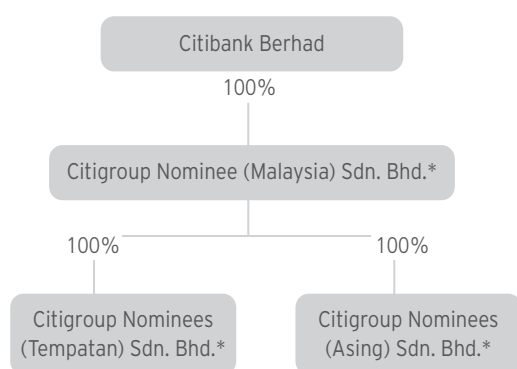 Citibank Berhad
100%
Citigroup Nominee (Malaysia) Sdn. Bhd.*
100%
100%
Citigroup Nominees
(Tempatan) Sdn. Bhd.*
Citigroup Nominees
(Asing) Sdn. Bhd.*